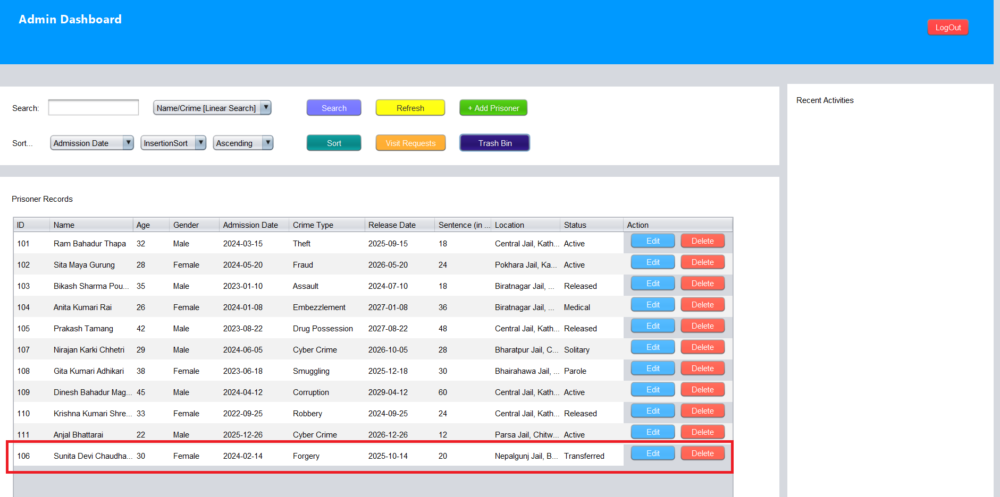 Admin Dashboard
LogOut
Search:
Name/Crime [Linear Search]
Search
Refresh
+ Add Prisoner
Sort...
Admission Date
InsertionSort
Ascending
Sort
Visit Requests
Trash Bin
Recent Activities
Prisoner Records
ID Name Age Gender Admission Date Crime Type Release Date Sentence (in ... Location Status Action
101 Ram Bahadur Thapa 32 Male 2024-03-15 Theft 2025-09-15 18 Central Jail, Kath... Active Edit Delete
102 Sita Maya Gurung 28 Female 2024-05-20 Fraud 2026-05-20 24 Pokhara Jail, Ka... Active Edit Delete
103 Bikash Sharma Pou... 35 Male 2023-01-10 Assault 2024-07-10 18 Biratnagar Jail, ... Released Edit Delete
104 Anita Kumari Rai 26 Female 2024-01-08 Embezzlement 2027-01-08 36 Biratnagar Jail, ... Medical Edit Delete
105 Prakash Tamang 42 Male 2023-08-22 Drug Possession 2027-08-22 48 Central Jail, Kath... Released Edit Delete
107 Nirajan Karki Chhetri 29 Male 2024-06-05 Cyber Crime 2026-10-05 28 Bharatpur Jail, C... Solitary Edit Delete
108 Gita Kumari Adhikari 38 Female 2023-06-18 Smuggling 2025-12-18 30 Bhairahawa Jail, ... Parole Edit Delete
109 Dinesh Bahadur Mag... 45 Male 2024-04-12 Corruption 2029-04-12 60 Central Jail, Kath... Active Edit Delete
110 Krishna Kumari Shre... 33 Female 2022-09-25 Robbery 2024-09-25 24 Central Jail, Kath... Released Edit Delete
111 Anjal Bhattarai 22 Male 2025-12-26 Cyber Crime 2026-12-26 12 Parsa Jail, Chitw... Active Edit Delete
106 Sunita Devi Chaudha... 30 Female 2024-02-14 Forgery 2025-10-14 20 Nepalgunj Jail, B... Transferred Edit Delete